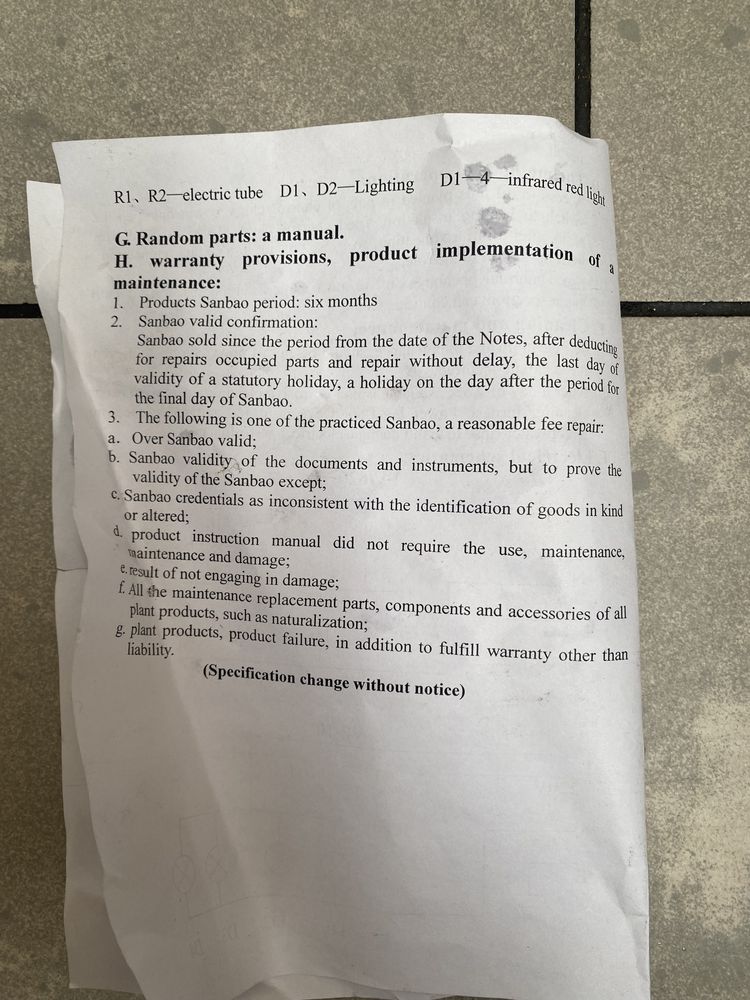 R1、R2—electric tube D1、D2—Lighting D1—4—infrared red light
G. Random parts: a manual.
H. warranty provisions, product implementation of a
maintenance:
1. Products Sanbao period: six months
2. Sanbao valid confirmation:
Sanbao sold since the period from the date of the Notes, after deducting
for repairs occupied parts and repair without delay, the last day of
validity of a statutory holiday, a holiday on the day after the period for
the final day of Sanbao.
3. The following is one of the practiced Sanbao, a reasonable fee repair:
a. Over Sanbao valid;
b. Sanbao validity of the documents and instruments, but to prove the
validity of the Sanbao except;
c. Sanbao credentials as inconsistent with the identification of goods in kind
or altered;
d. product instruction manual did not require the use, maintenance,
maintenance and damage;
e. result of not engaging in damage;
f. All the maintenance replacement parts, components and accessories of all
plant products, such as naturalization;
g. plant products, product failure, in addition to fulfill warranty other than
liability.
(Specification change without notice)